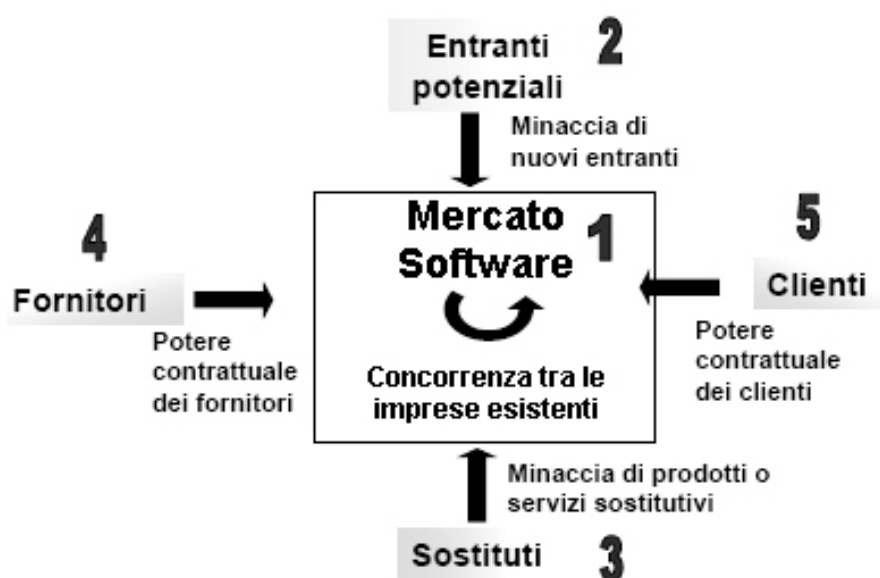 Entranti
potenziali
2
Minaccia di
nuovi entranti
Mercato
Software
1
Concorrenza tra le
imprese esistenti
4
Fornitori
Potere
contrattuale
dei fornitori
5
Clienti
Potere
contrattuale
dei clienti
Minaccia di prodotti o
servizi sostitutivi
Sostituti
3